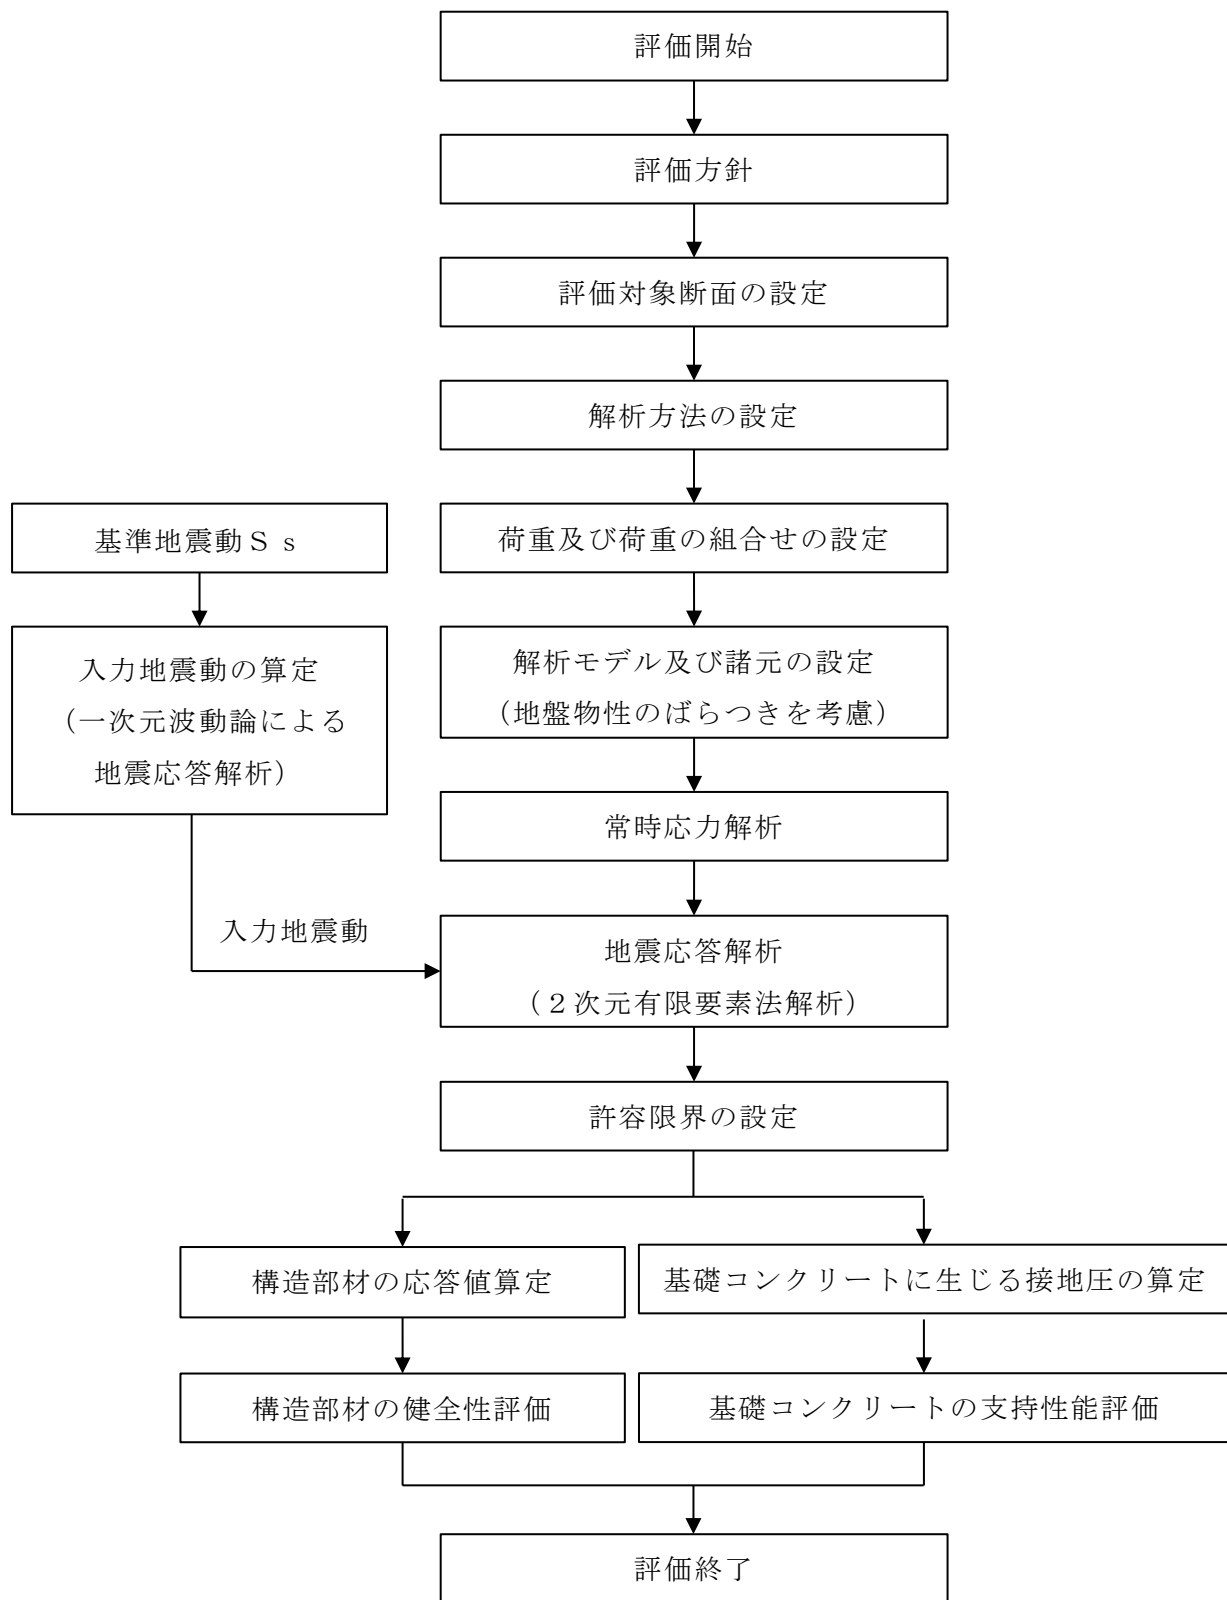 評価開始
評価方針
評価対象断面の設定
解析方法の設定
基準地震動Ｓｓ
荷重及び荷重の組合せの設定
入力地震動の算定
（一次元波動論による
地震応答解析）
解析モデル及び諸元の設定
（地盤物性のばらつきを考慮）
常時応力解析
入力地震動
地震応答解析
（２次元有限要素法解析）
許容限界の設定
構造部材の応答値算定
基礎コンクリートに生じる接地圧の算定
構造部材の健全性評価
基礎コンクリートの支持性能評価
評価終了